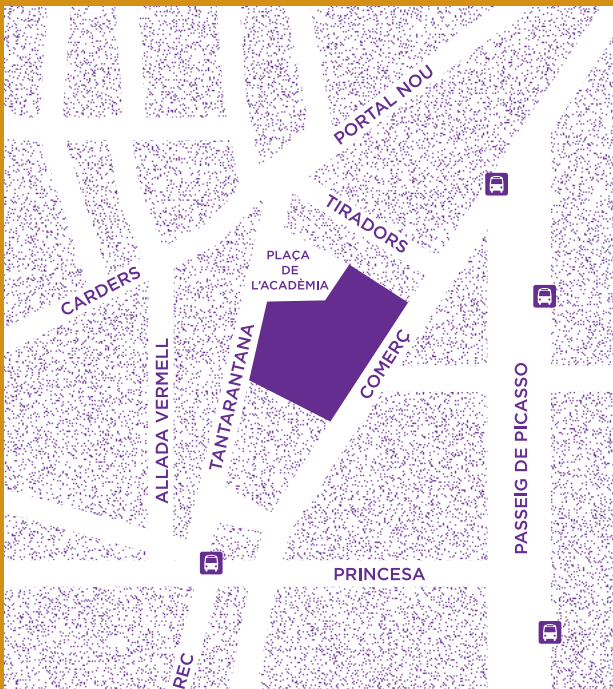 PORTAL NOU
TIRADORS
PLAÇA
DE
L'ACADÈMIA
CARDERS
COMERÇ
TANTARANTANA
ALLADA VERMELL
PASSEIG DE PICASSO
PRINCESA
REC